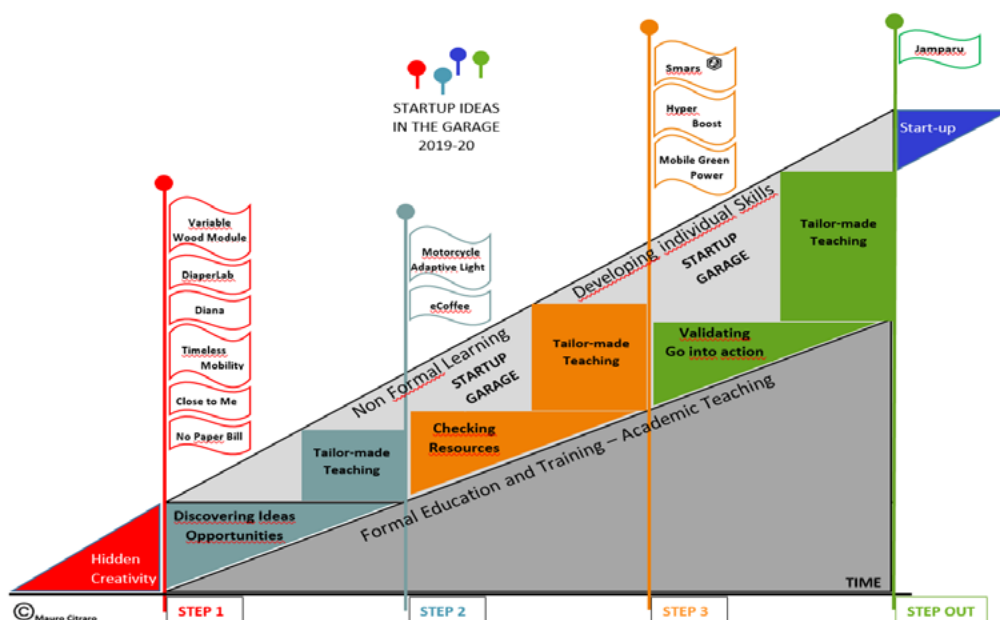 STARTUP IDEAS
IN THE GARAGE
2019-20
Variable
Wood Module
DiaperLab
Diana
Timeless
Mobility
Close to Me
No Paper Bill
Motorcycle
Adaptive Light
eCoffee
Smars
Hyper
Boost
Mobile Green
Power
Jamparu
Start-up
Non Formal Learning
STARTUP
GARAGE
Developing individual Skills
STARTUP
GARAGE
Tailor-made
Teaching
Tailor-made
Teaching
Tailor-made
Teaching
Discovering Ideas
Opportunities
Checking
Resources
Validating
Go into action
Formal Education and Training – Academic Teaching
Hidden
Creativity
TIME
STEP 1
STEP 2
STEP 3
STEP OUT
© Mauro Citraro